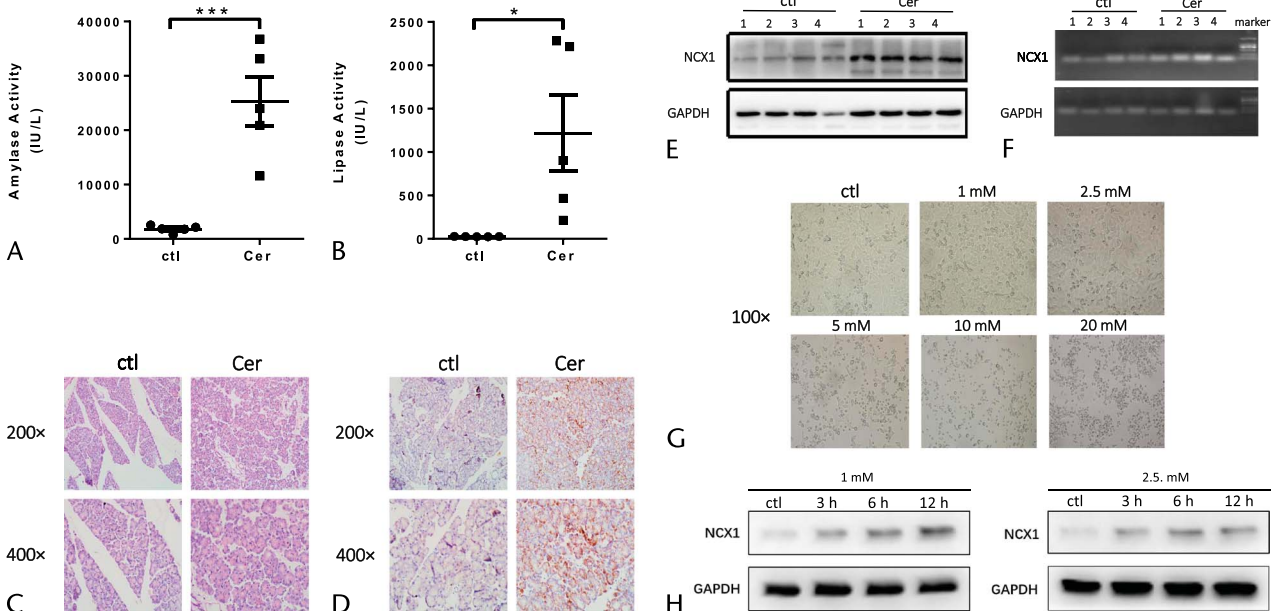 ***
40000
30000
20000
10000
0
Amylase Activity
(IU/L)
ctl Cer
A
*
2500
2000
1500
1000
500
0
Lipase Activity
(IU/L)
ctl Cer
B
ctl Cer
1 2 3 4 1 2 3 4
NCX1
GAPDH
E
ctl Cer
1 2 3 4 1 2 3 4 marker
NCX1
GAPDH
F
ctl Cer
200×
400×
C
ctl Cer
200×
400×
D
ctl 1 mM 2.5 mM
100×
5 mM 10 mM 20 mM
G
1 mM
ctl 3 h 6 h 12 h
NCX1
GAPDH
2.5. mM
ctl 3 h 6 h 12 h
NCX1
GAPDH
H